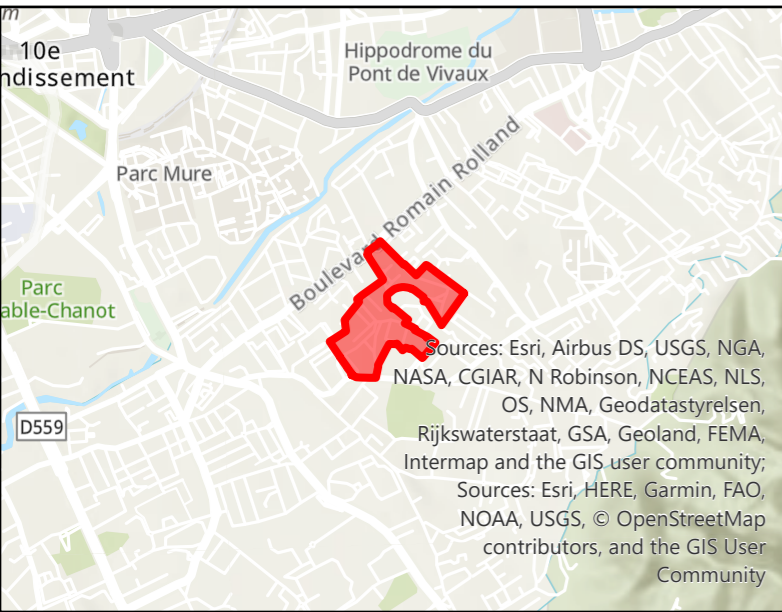 m
10e
ndissement
Hippodrome du
Pont de Vivaux
Parc Mure
Boulevard Romain Rolland
Parc
able-Chanot
D559
Sources: Esri, Airbus DS, USGS, NGA,
NASA, CGIAR, N Robinson, NCEAS, NLS,
OS, NMA, Geodatastyrelsen,
Rijkswaterstaat, GSA, Geoland, FEMA,
Intermap and the GIS user community;
Sources: Esri, HERE, Garmin, FAO,
NOAA, USGS, © OpenStreetMap
contributors, and the GIS User
Community